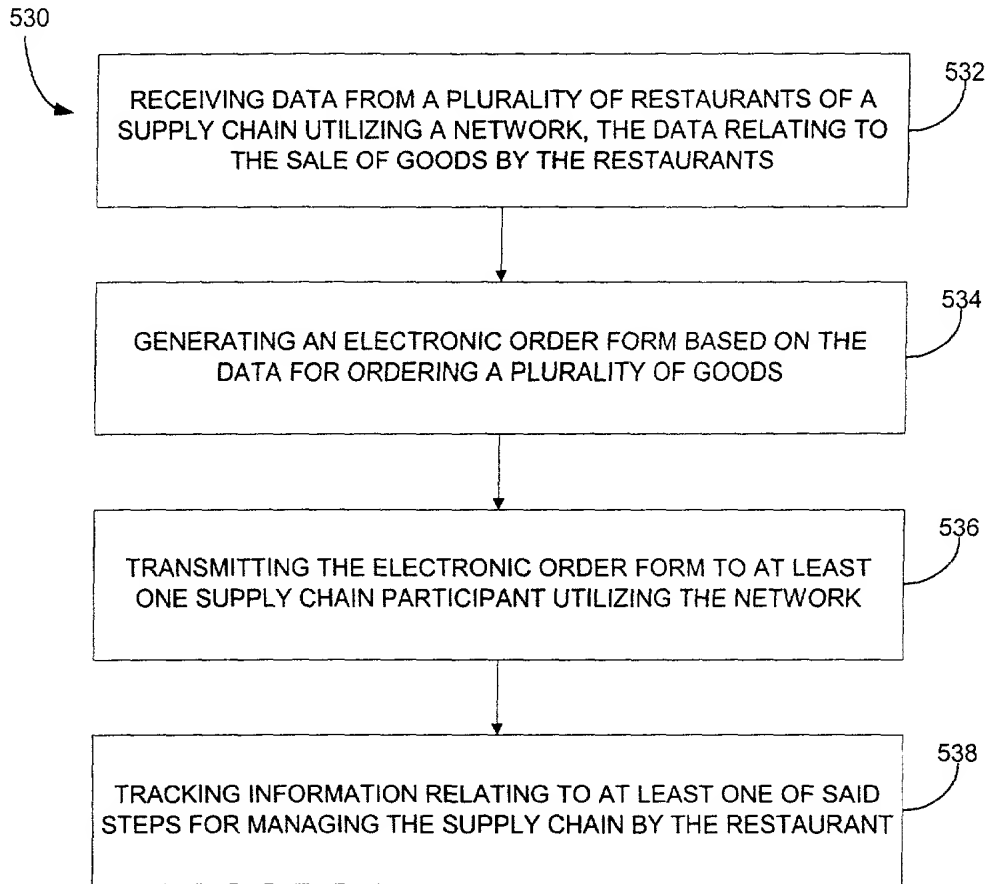 530
532
RECEIVING DATA FROM A PLURALITY OF RESTAURANTS OF A
SUPPLY CHAIN UTILIZING A NETWORK, THE DATA RELATING TO
THE SALE OF GOODS BY THE RESTAURANTS
534
GENERATING AN ELECTRONIC ORDER FORM BASED ON THE
DATA FOR ORDERING A PLURALITY OF GOODS
536
TRANSMITTING THE ELECTRONIC ORDER FORM TO AT LEAST
ONE SUPPLY CHAIN PARTICIPANT UTILIZING THE NETWORK
538
TRACKING INFORMATION RELATING TO AT LEAST ONE OF SAID
STEPS FOR MANAGING THE SUPPLY CHAIN BY THE RESTAURANT